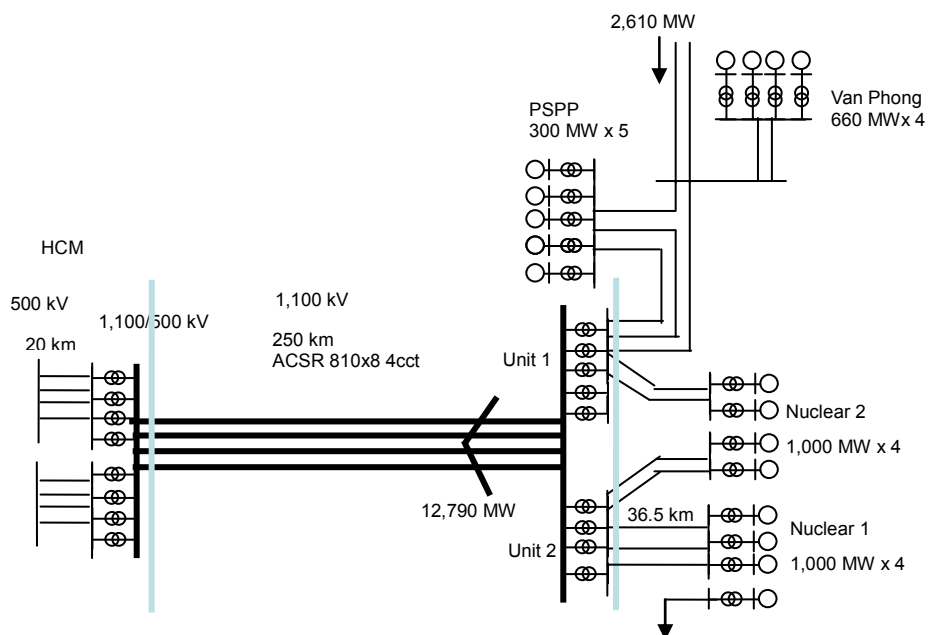 2,610 MW
Van Phong
660 MWx 4
PSPP
300 MW x 5
HCM
500 kV
1,100/500 kV
1,100 kV
20 km
250 km
ACSR 810x8 4cct
Unit 1
Nuclear 2
1,000 MW x 4
12,790 MW
36.5 km
Unit 2
Nuclear 1
1,000 MW x 4